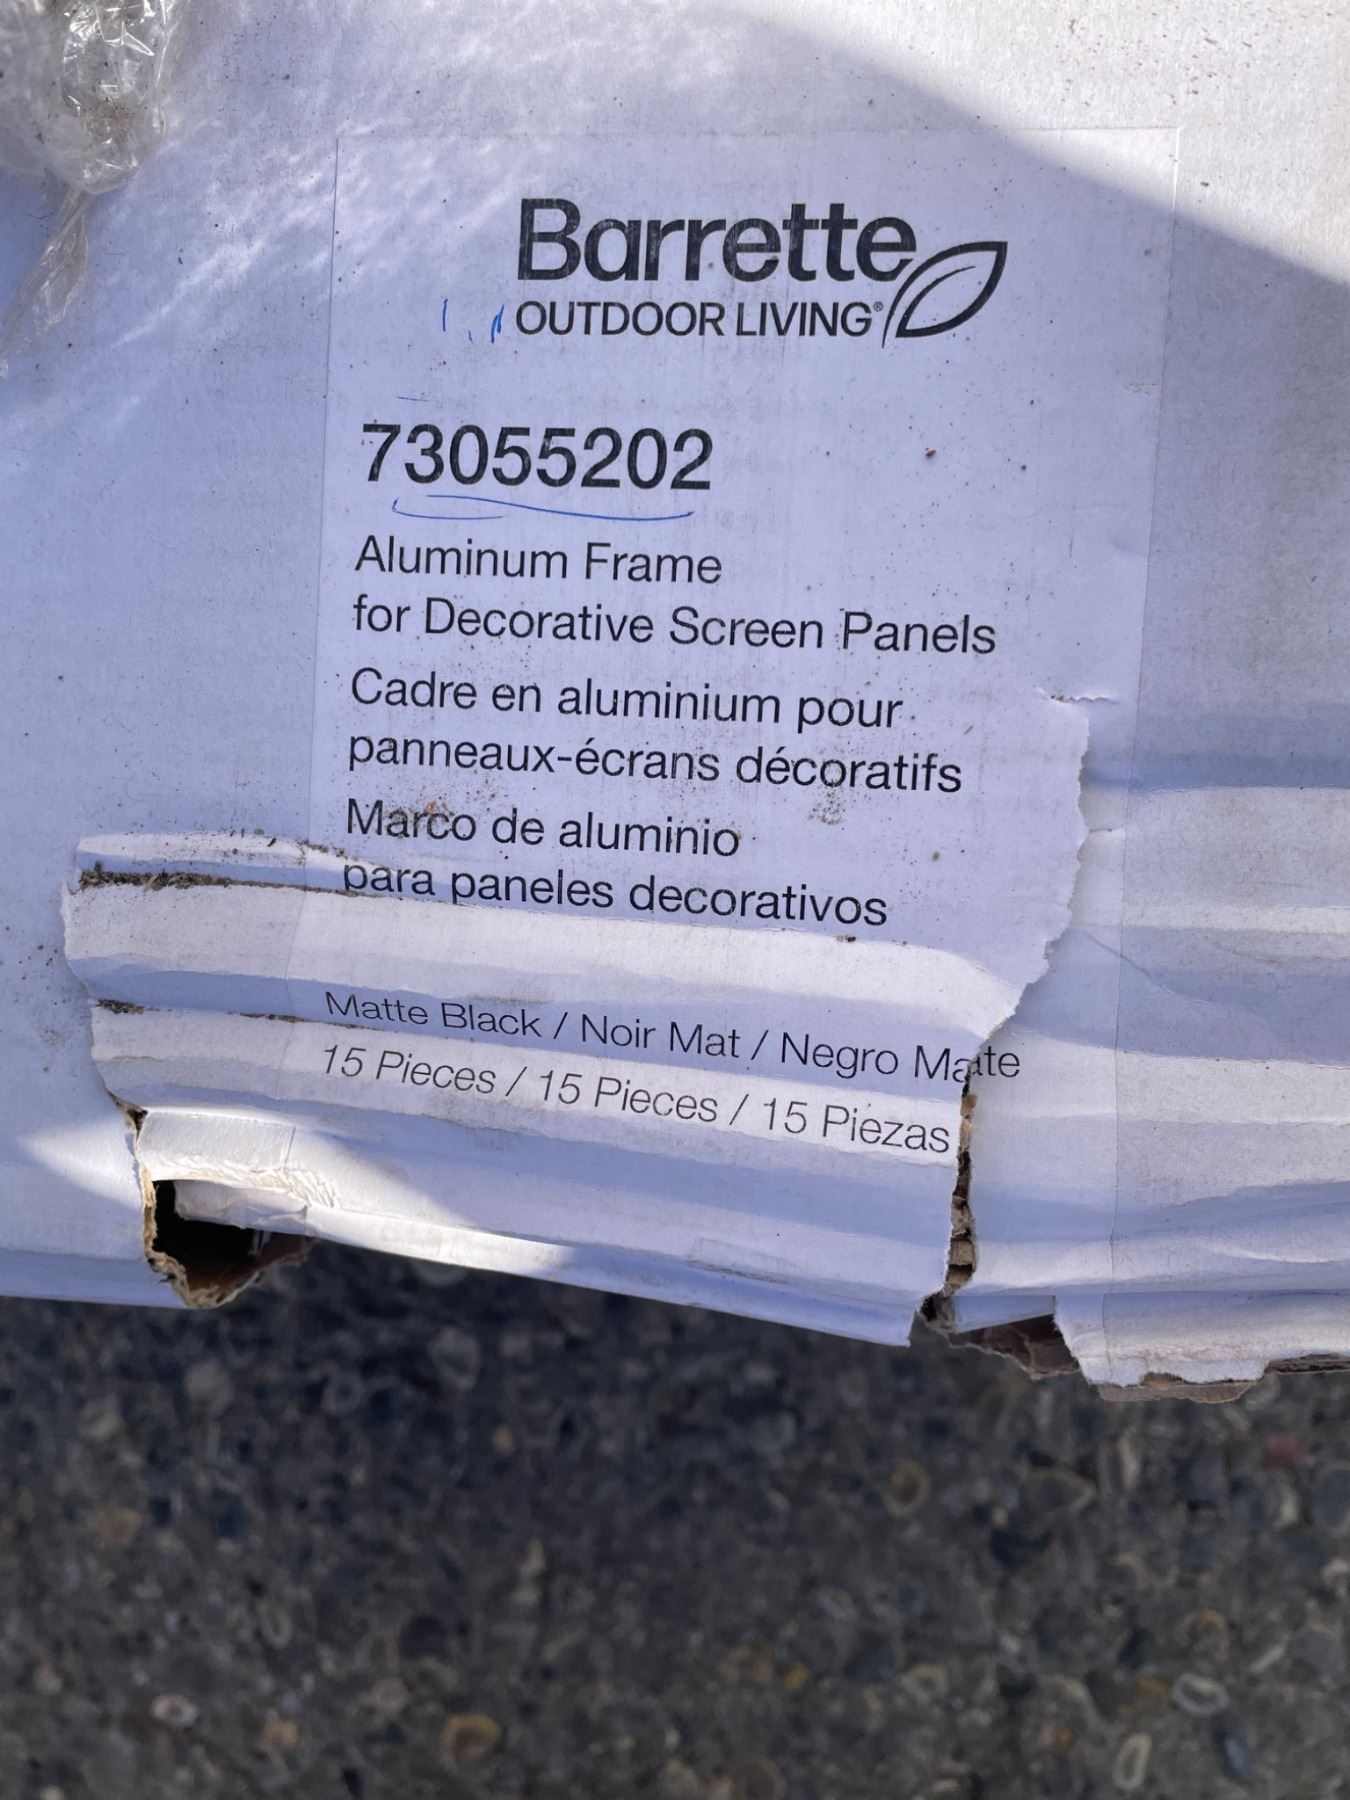 Barrette
OUTDOOR LIVING®
73055202
Aluminum Frame
for Decorative Screen Panels
Cadre en aluminium pour
panneaux-écrans décoratifs
Marco de aluminio
para paneles decorativos
Matte Black / Noir Mat / Negro Mate
15 Pieces / 15 Pieces / 15 Piezas